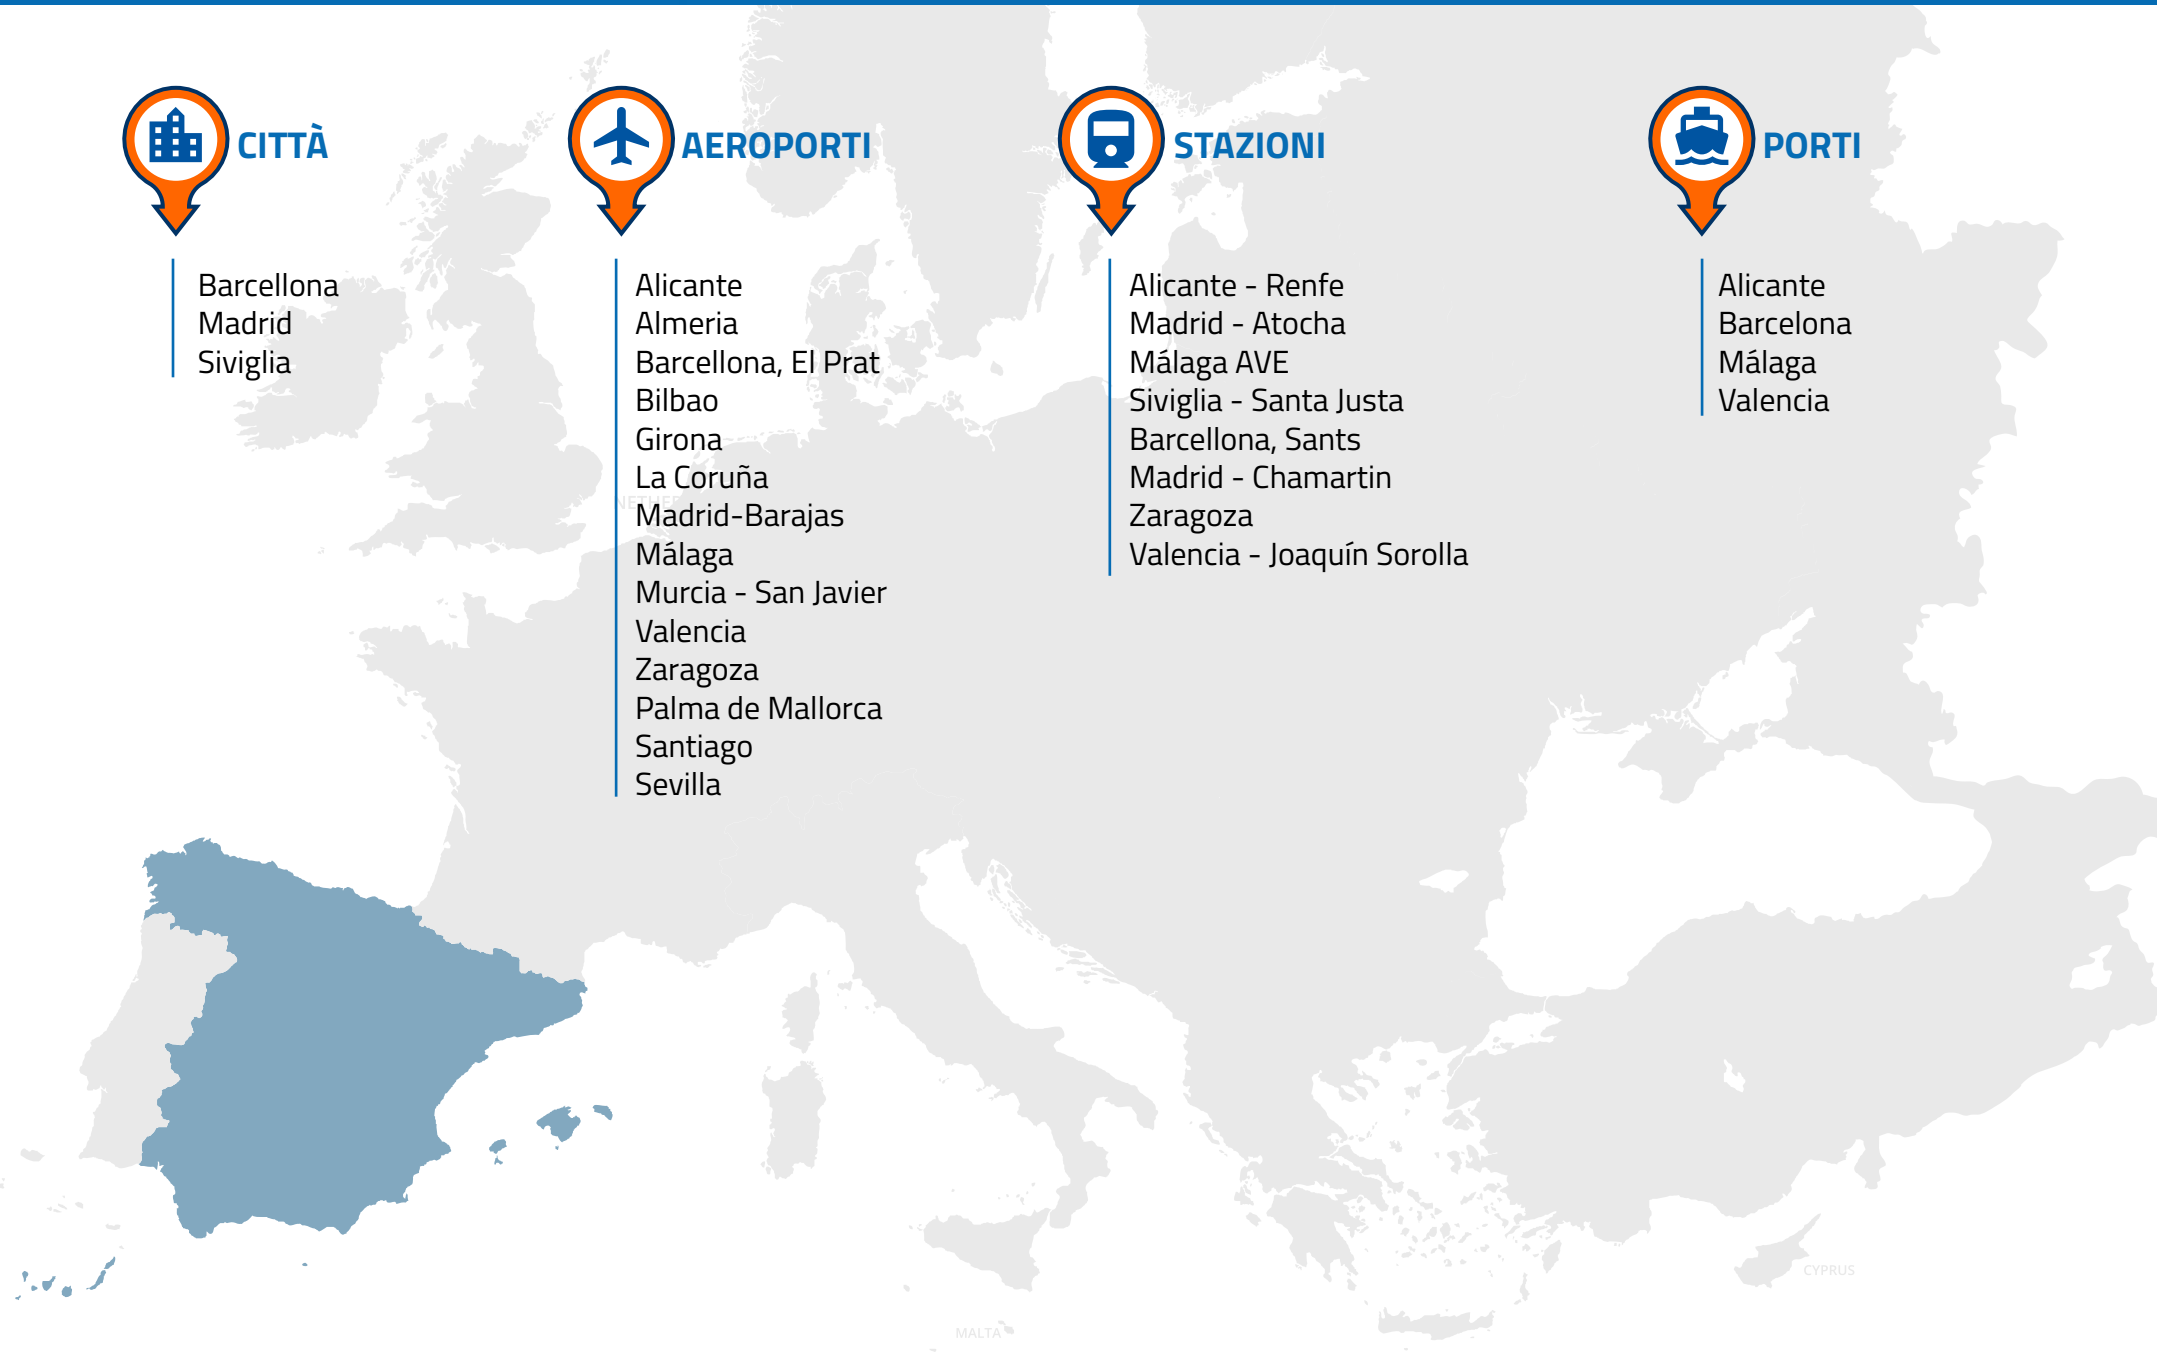 CITTÀ
Barcellona
Madrid
Siviglia
AEROPORTI
Alicante
Almeria
Barcellona, El Prat
Bilbao
Girona
La Coruña
Madrid-Barajas
Málaga
Murcia - San Javier
Valencia
Zaragoza
Palma de Mallorca
Santiago
Sevilla
STAZIONI
Alicante - Renfe
Madrid - Atocha
Málaga AVE
Siviglia - Santa Justa
Barcellona, Sants
Madrid - Chamartin
Zaragoza
Valencia - Joaquín Sorolla
PORTI
Alicante
Barcelona
Málaga
Valencia
CYPRUS
MALTA